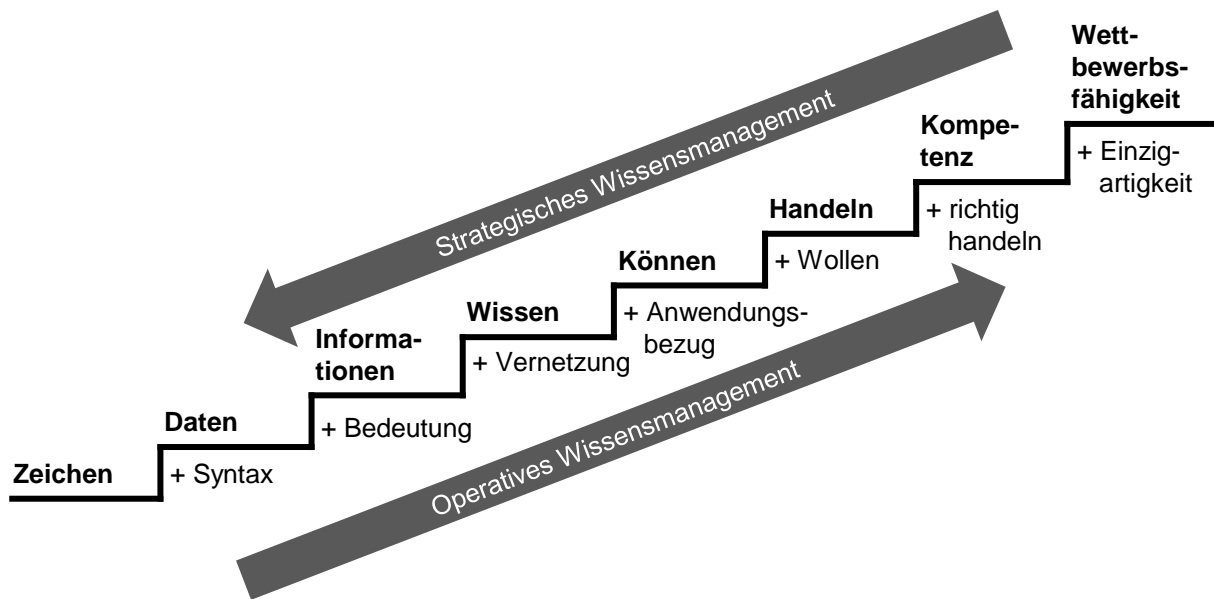 Wett-
bewerbs-
fähigkeit
+ Einzig-
artigkeit
Strategisches Wissensmanagement
Kompe-
tenz
+ richtig
handeln
Handeln
+ Wollen
Können
+ Anwendungs-
bezug
Wissen
+ Vernetzung
Informa-
tionen
+ Bedeutung
Daten
+ Syntax
Zeichen
Operatives Wissensmanagement